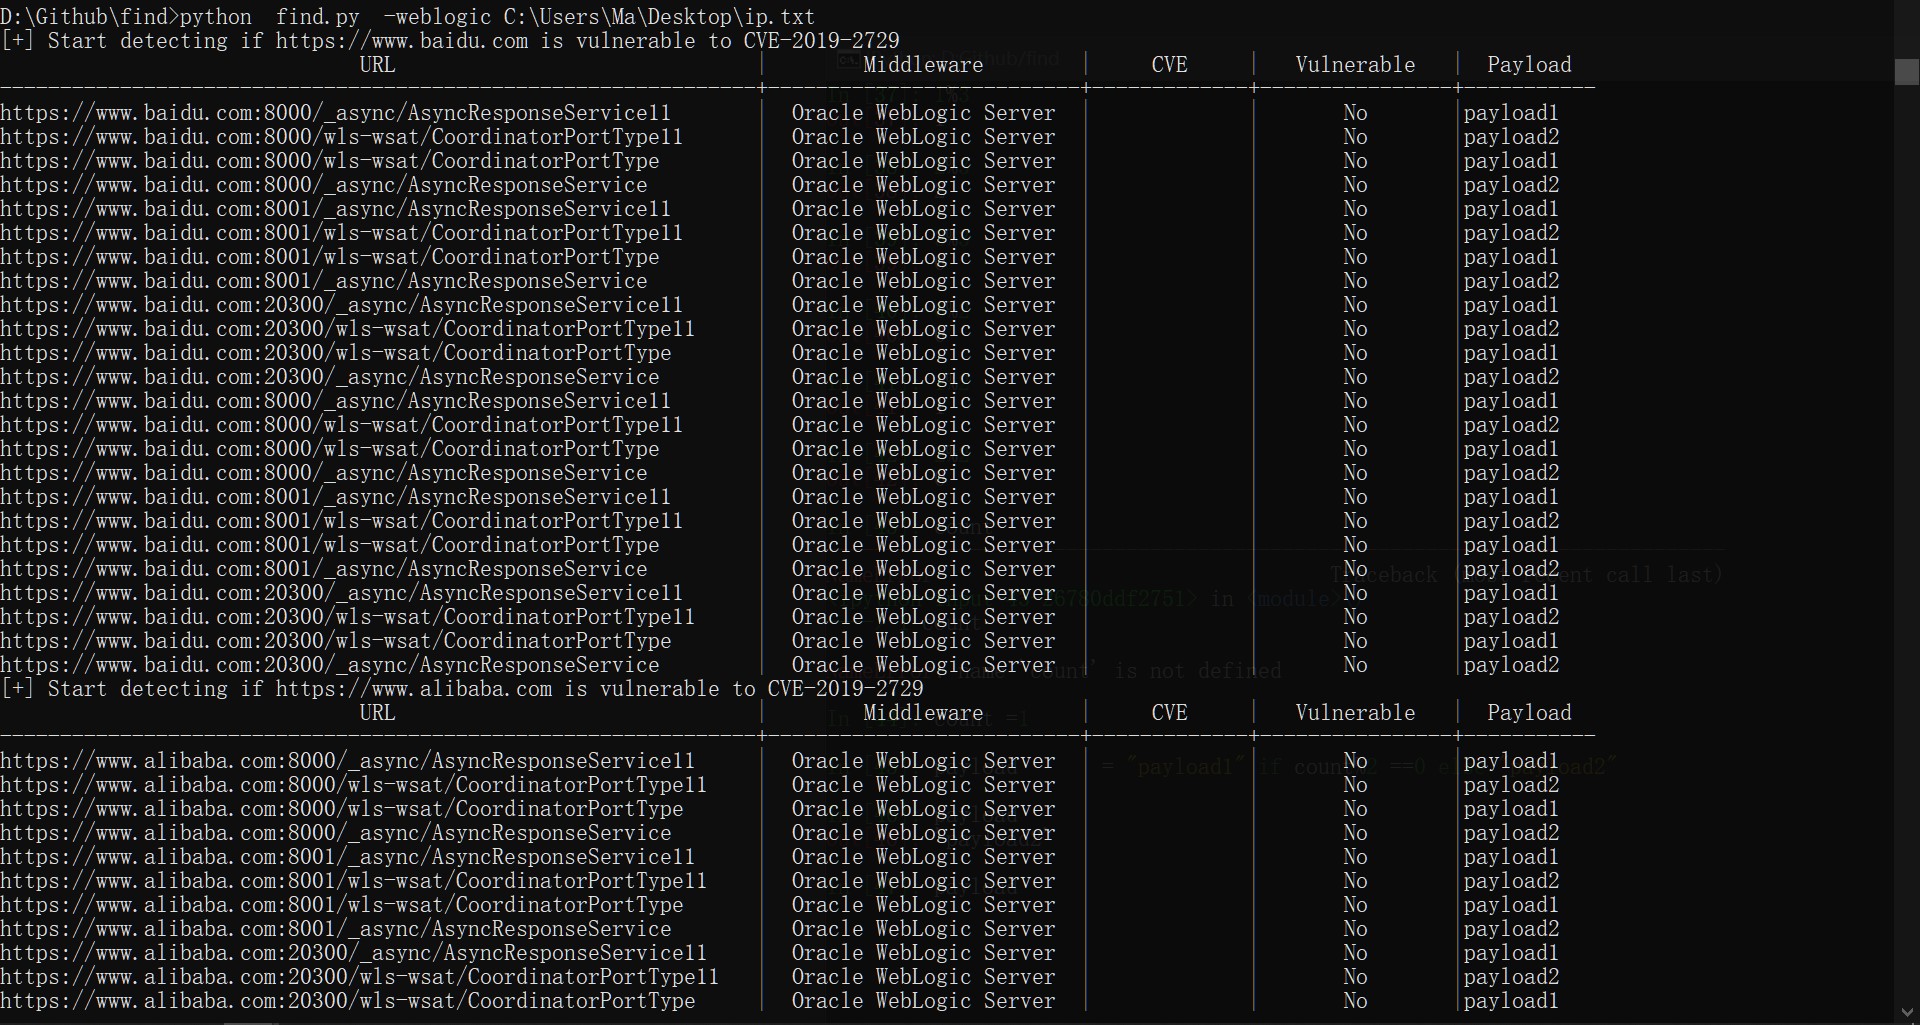 D:\Github\find>python  find.py  -weblogic C:\Users\Ma\Desktop\ip.txt
[+] Start detecting if https://www.baidu.com is vulnerable to CVE-2019-2729
URL | Middleware | CVE | Vulnerable | Payload
https://www.baidu.com:8000/_async/AsyncResponseService11 | Oracle WebLogic Server | | No |payload1
https://www.baidu.com:8000/wls-wsat/CoordinatorPortType11 | Oracle WebLogic Server | | No |payload2
https://www.baidu.com:8000/wls-wsat/CoordinatorPortType | Oracle WebLogic Server | | No |payload1
https://www.baidu.com:8000/_async/AsyncResponseService | Oracle WebLogic Server | | No |payload2
https://www.baidu.com:8001/_async/AsyncResponseService11 | Oracle WebLogic Server | | No |payload1
https://www.baidu.com:8001/wls-wsat/CoordinatorPortType11 | Oracle WebLogic Server | | No |payload2
https://www.baidu.com:8001/wls-wsat/CoordinatorPortType | Oracle WebLogic Server | | No |payload1
https://www.baidu.com:8001/_async/AsyncResponseService | Oracle WebLogic Server | | No |payload2
https://www.baidu.com:20300/_async/AsyncResponseService11 | Oracle WebLogic Server | | No |payload1
https://www.baidu.com:20300/wls-wsat/CoordinatorPortType11 | Oracle WebLogic Server | | No |payload2
https://www.baidu.com:20300/wls-wsat/CoordinatorPortType | Oracle WebLogic Server | | No |payload1
https://www.baidu.com:20300/_async/AsyncResponseService | Oracle WebLogic Server | | No |payload2
https://www.baidu.com:8000/_async/AsyncResponseService11 | Oracle WebLogic Server | | No |payload1
https://www.baidu.com:8000/wls-wsat/CoordinatorPortType11 | Oracle WebLogic Server | | No |payload2
https://www.baidu.com:8000/wls-wsat/CoordinatorPortType | Oracle WebLogic Server | | No |payload1
https://www.baidu.com:8000/_async/AsyncResponseService | Oracle WebLogic Server | | No |payload2
https://www.baidu.com:8001/_async/AsyncResponseService11 | Oracle WebLogic Server | | No |payload1
https://www.baidu.com:8001/wls-wsat/CoordinatorPortType11 | Oracle WebLogic Server | | No |payload2
https://www.baidu.com:8001/wls-wsat/CoordinatorPortType | Oracle WebLogic Server | | No |payload1
https://www.baidu.com:8001/_async/AsyncResponseService | Oracle WebLogic Server | | No |payload2
https://www.baidu.com:20300/_async/AsyncResponseService11 | Oracle WebLogic Server | | No |payload1
https://www.baidu.com:20300/wls-wsat/CoordinatorPortType11 | Oracle WebLogic Server | | No |payload2
https://www.baidu.com:20300/wls-wsat/CoordinatorPortType | Oracle WebLogic Server | | No |payload1
https://www.baidu.com:20300/_async/AsyncResponseService | Oracle WebLogic Server | | No |payload2
[+] Start detecting if https://www.alibaba.com is vulnerable to CVE-2019-2729
URL | Middleware | CVE | Vulnerable | Payload
https://www.alibaba.com:8000/_async/AsyncResponseService11 | Oracle WebLogic Server | | No |payload1
https://www.alibaba.com:8000/wls-wsat/CoordinatorPortType11 | Oracle WebLogic Server | | No |payload2
https://www.alibaba.com:8000/wls-wsat/CoordinatorPortType | Oracle WebLogic Server | | No |payload1
https://www.alibaba.com:8000/_async/AsyncResponseService | Oracle WebLogic Server | | No |payload2
https://www.alibaba.com:8001/_async/AsyncResponseService11 | Oracle WebLogic Server | | No |payload1
https://www.alibaba.com:8001/wls-wsat/CoordinatorPortType11 | Oracle WebLogic Server | | No |payload2
https://www.alibaba.com:8001/wls-wsat/CoordinatorPortType | Oracle WebLogic Server | | No |payload1
https://www.alibaba.com:8001/_async/AsyncResponseService | Oracle WebLogic Server | | No |payload2
https://www.alibaba.com:20300/_async/AsyncResponseService11 | Oracle WebLogic Server | | No |payload1
https://www.alibaba.com:20300/wls-wsat/CoordinatorPortType11 | Oracle WebLogic Server | | No |payload2
https://www.alibaba.com:20300/wls-wsat/CoordinatorPortType | Oracle WebLogic Server | | No |payload1